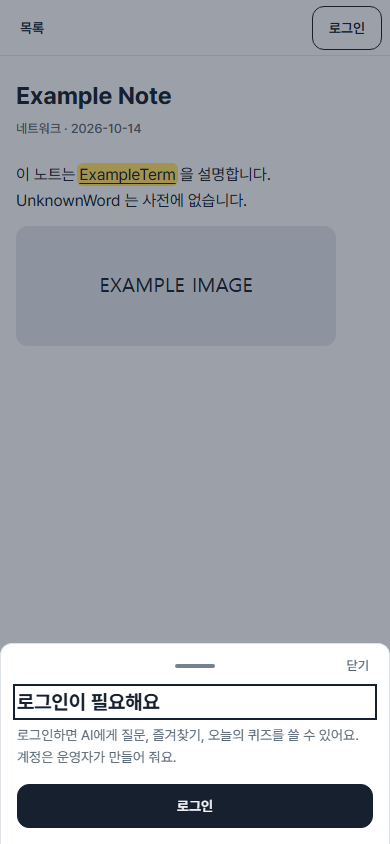 목록
로그인
Example Note
네트워크 · 2026-10-14
이 노트는 ExampleTerm 을 설명합니다.
UnknownWord 는 사전에 없습니다.
EXAMPLE IMAGE
닫기
로그인이 필요해요
로그인하면 AI에게 질문, 즐겨찾기, 오늘의 퀴즈를 쓸 수 있어요.
계정은 운영자가 만들어 줘요.
로그인